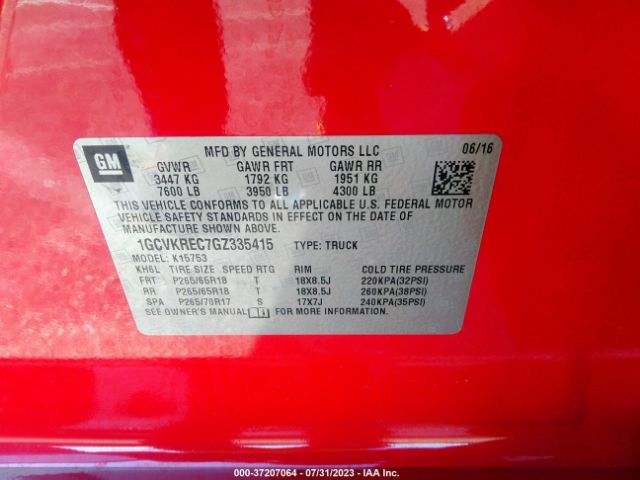 GM
MFD BY GENERAL MOTORS LLC 06/16
GVWR GAWR FRT GAWR RR
3447 KG 1792 KG 1951 KG
7600 LB 3950 LB 4300 LB
THIS VEHICLE CONFORMS TO ALL APPLICABLE U.S. FEDERAL MOTOR
VEHICLE SAFETY STANDARDS IN EFFECT ON THE DATE OF
MANUFACTURE SHOWN ABOVE.
1GCVKREC7GZ335415 TYPE: TRUCK
MODEL: K15753
KH6L TIRE SIZE SPEED RTG RIM COLD TIRE PRESSURE
FRT P265/65R18 T 18X8.5J 220KPA(32PSI)
RR P265/65R18 T 18X8.5J 260KPA(38PSI)
SPA P265/70R17 S 17X7J 240KPA(35PSI)
SEE OWNER'S MANUAL FOR MORE INFORMATION.
000-37207064 - 07/31/2023 - IAA Inc.